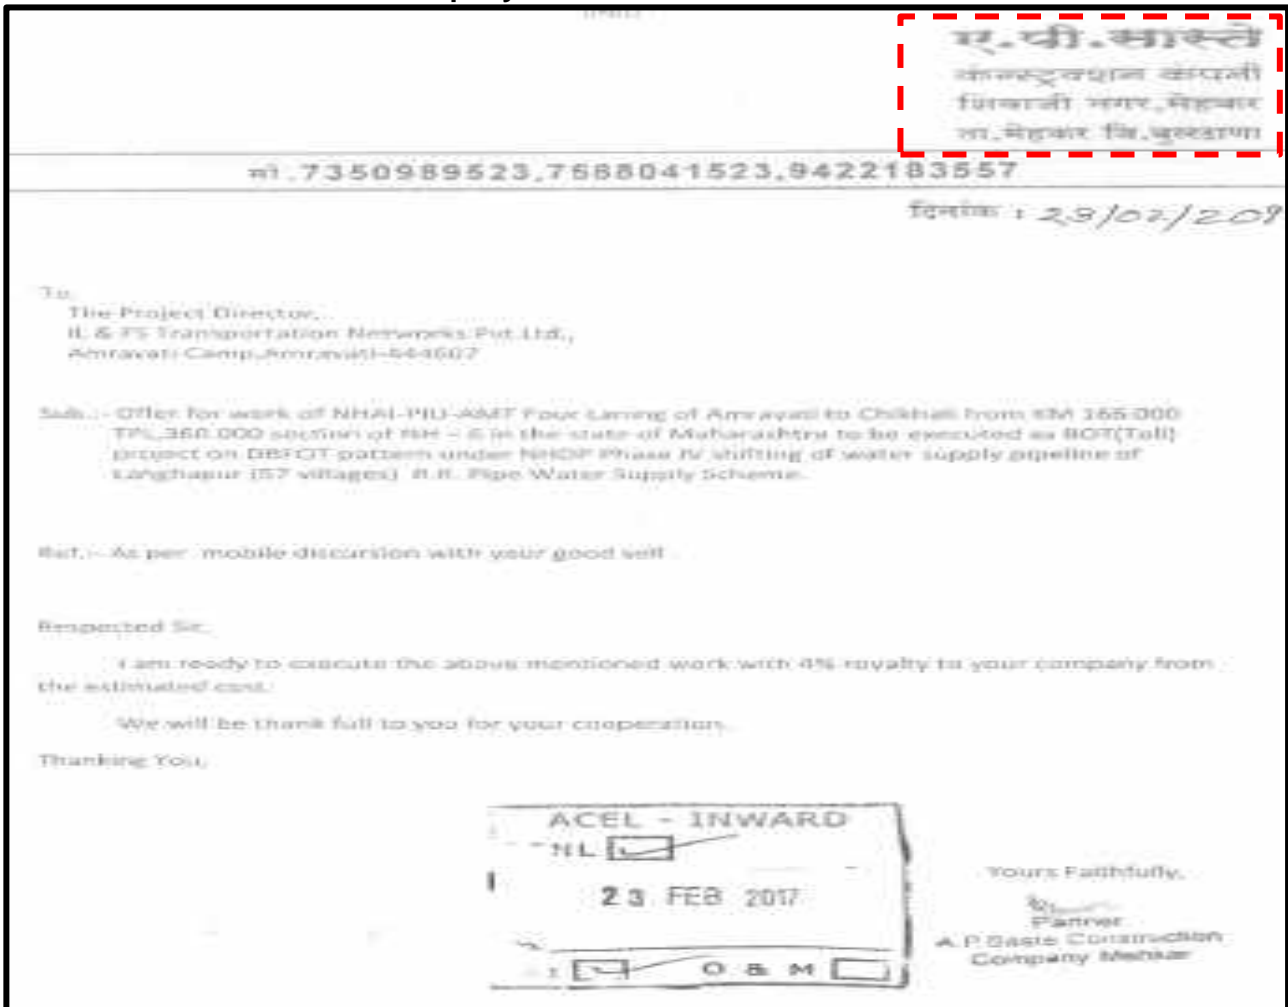 ए.पी.सास्ते
कंन्स्ट्रक्शन कंपनी
शिवाजी नगर,मेहकर
ता.मेहकर जि.बुलडाणा
मो.7350989523,7588041523,9422183557
दिनांक : 23/02/201
To,
The Project Director,
IL & FS Transportation Networks Pvt.Ltd.,
Amravati Camp,Amravati-444607
Sub.:- Offer for work of NHAI-PIU-AMT Four Laning of Amravati to Chikhali from KM 166.000
360.000 section of NH – 6 in the state of Maharashtra to be executed as BOT(Toll)
project on DBFOT pattern under NHDP Phase IV shifting of water supply pipeline of
Langhapur (57 villages) R.R. Pipe Water Supply Scheme.
Ref.:- As per mobile discursion with your good self
Respected Sir,
I am ready to execute the above mentioned work with 4% royalty to your company from
the estimated cost.
We will be thank full to you for your cooperation.
Thanking You,
ACEL - INWARD
NL
23 FEB 2017
O & M
Yours Faithfully,
Partner
A.P.Saste Construction
Company Mehkar